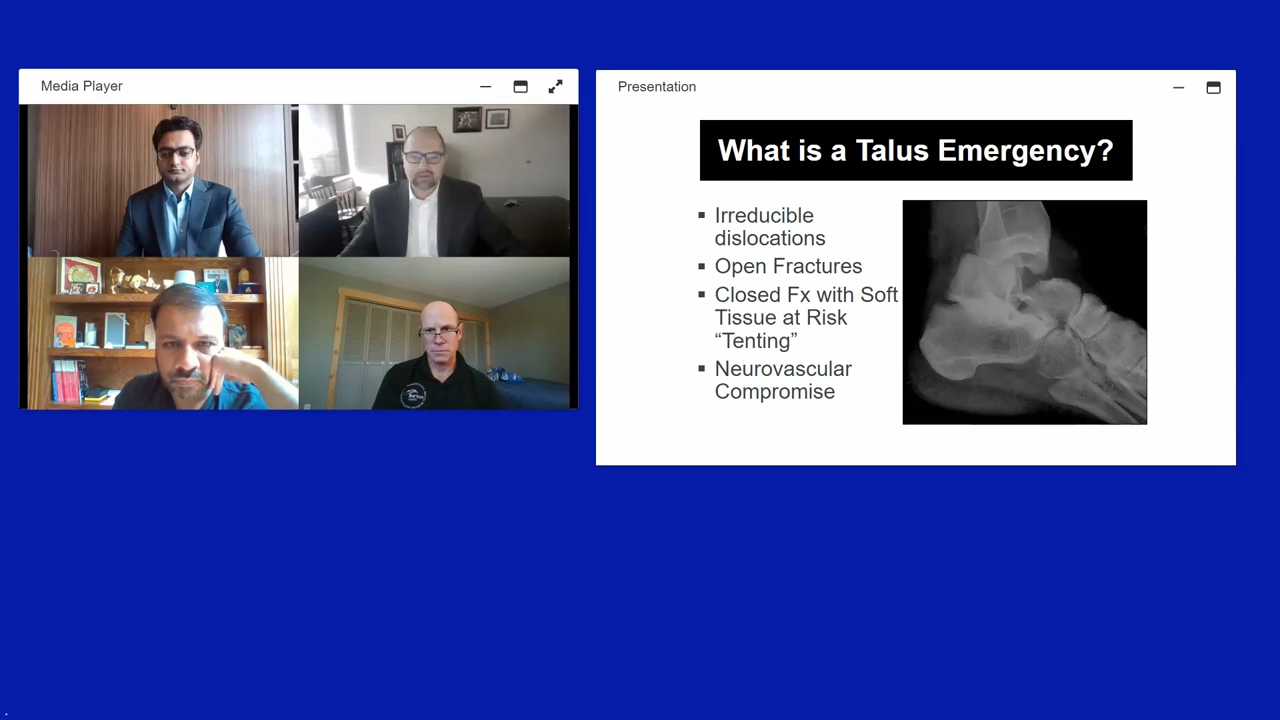 Media Player
Presentation
What is a Talus Emergency?
▪ Irreducible
dislocations
▪ Open Fractures
▪ Closed Fx with Soft
Tissue at Risk
“Tenting”
▪ Neurovascular
Compromise